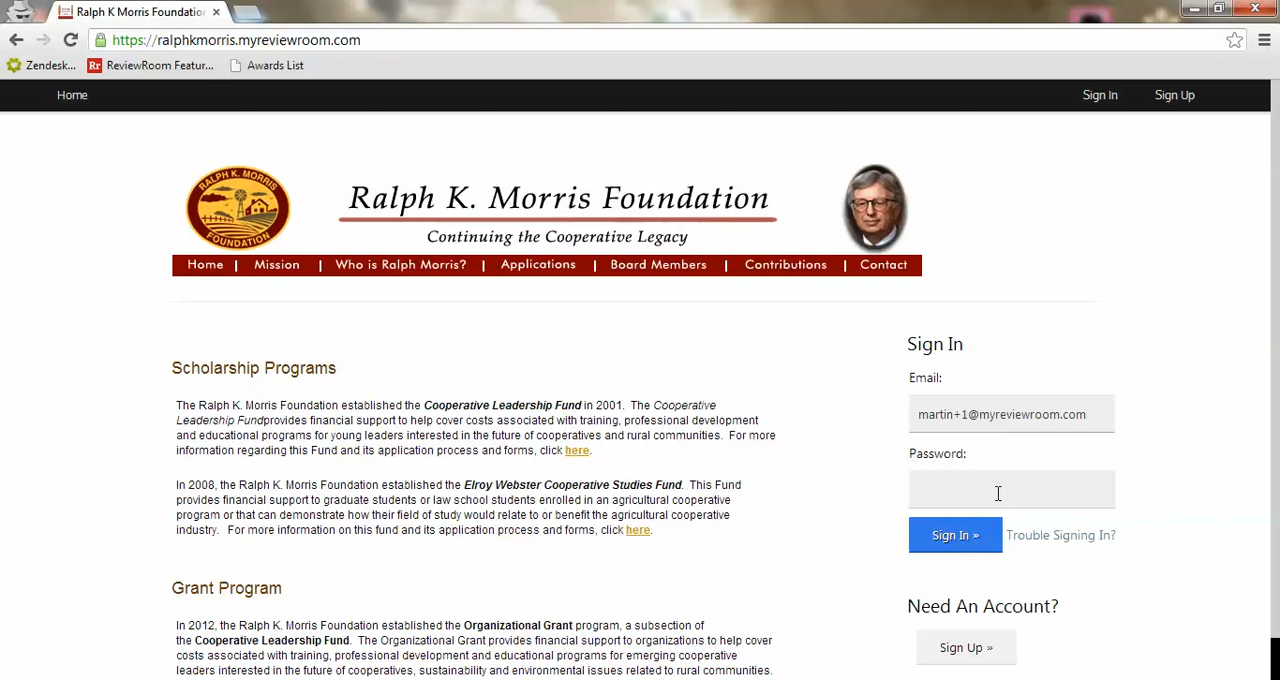 Ralph K Morris Foundation
https://ralphkmorris.myreviewroom.com
Zendesk... ReviewRoom Featur... Awards List
Home Sign In Sign Up
RALPH K. MORRIS
FOUNDATION
Ralph K. Morris Foundation
Continuing the Cooperative Legacy
Home | Mission | Who is Ralph Morris? | Applications | Board Members | Contributions | Contact
Sign In
Scholarship Programs
Email:
The Ralph K. Morris Foundation established the Cooperative Leadership Fund in 2001. The Cooperative
Leadership Fundprovides financial support to help cover costs associated with training, professional development
and educational programs for young leaders interested in the future of cooperatives and rural communities. For more
information regarding this Fund and its application process and forms, click here.
martin+1@myreviewroom.com
Password:
In 2008, the Ralph K. Morris Foundation established the Elroy Webster Cooperative Studies Fund. This Fund
provides financial support to graduate students or law school students enrolled in an agricultural cooperative
program or that can demonstrate how their field of study would relate to or benefit the agricultural cooperative
industry. For more information on this fund and its application process and forms, click here.
Sign In » Trouble Signing In?
Grant Program
Need An Account?
In 2012, the Ralph K. Morris Foundation established the Organizational Grant program, a subsection of
the Cooperative Leadership Fund. The Organizational Grant provides financial support to organizations to help cover
costs associated with training, professional development and educational programs for emerging cooperative
leaders interested in the future of cooperatives, sustainability and environmental issues related to rural communities.
Sign Up »